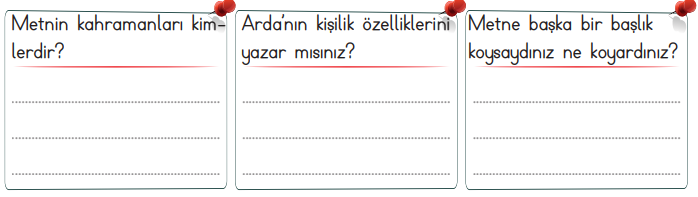 Metnin kahramanları kim-
lerdir?
Arda'nın kişilik özelliklerini
yazar mısınız?
Metne başka bir başlık
koysaydınız ne koyardınız?